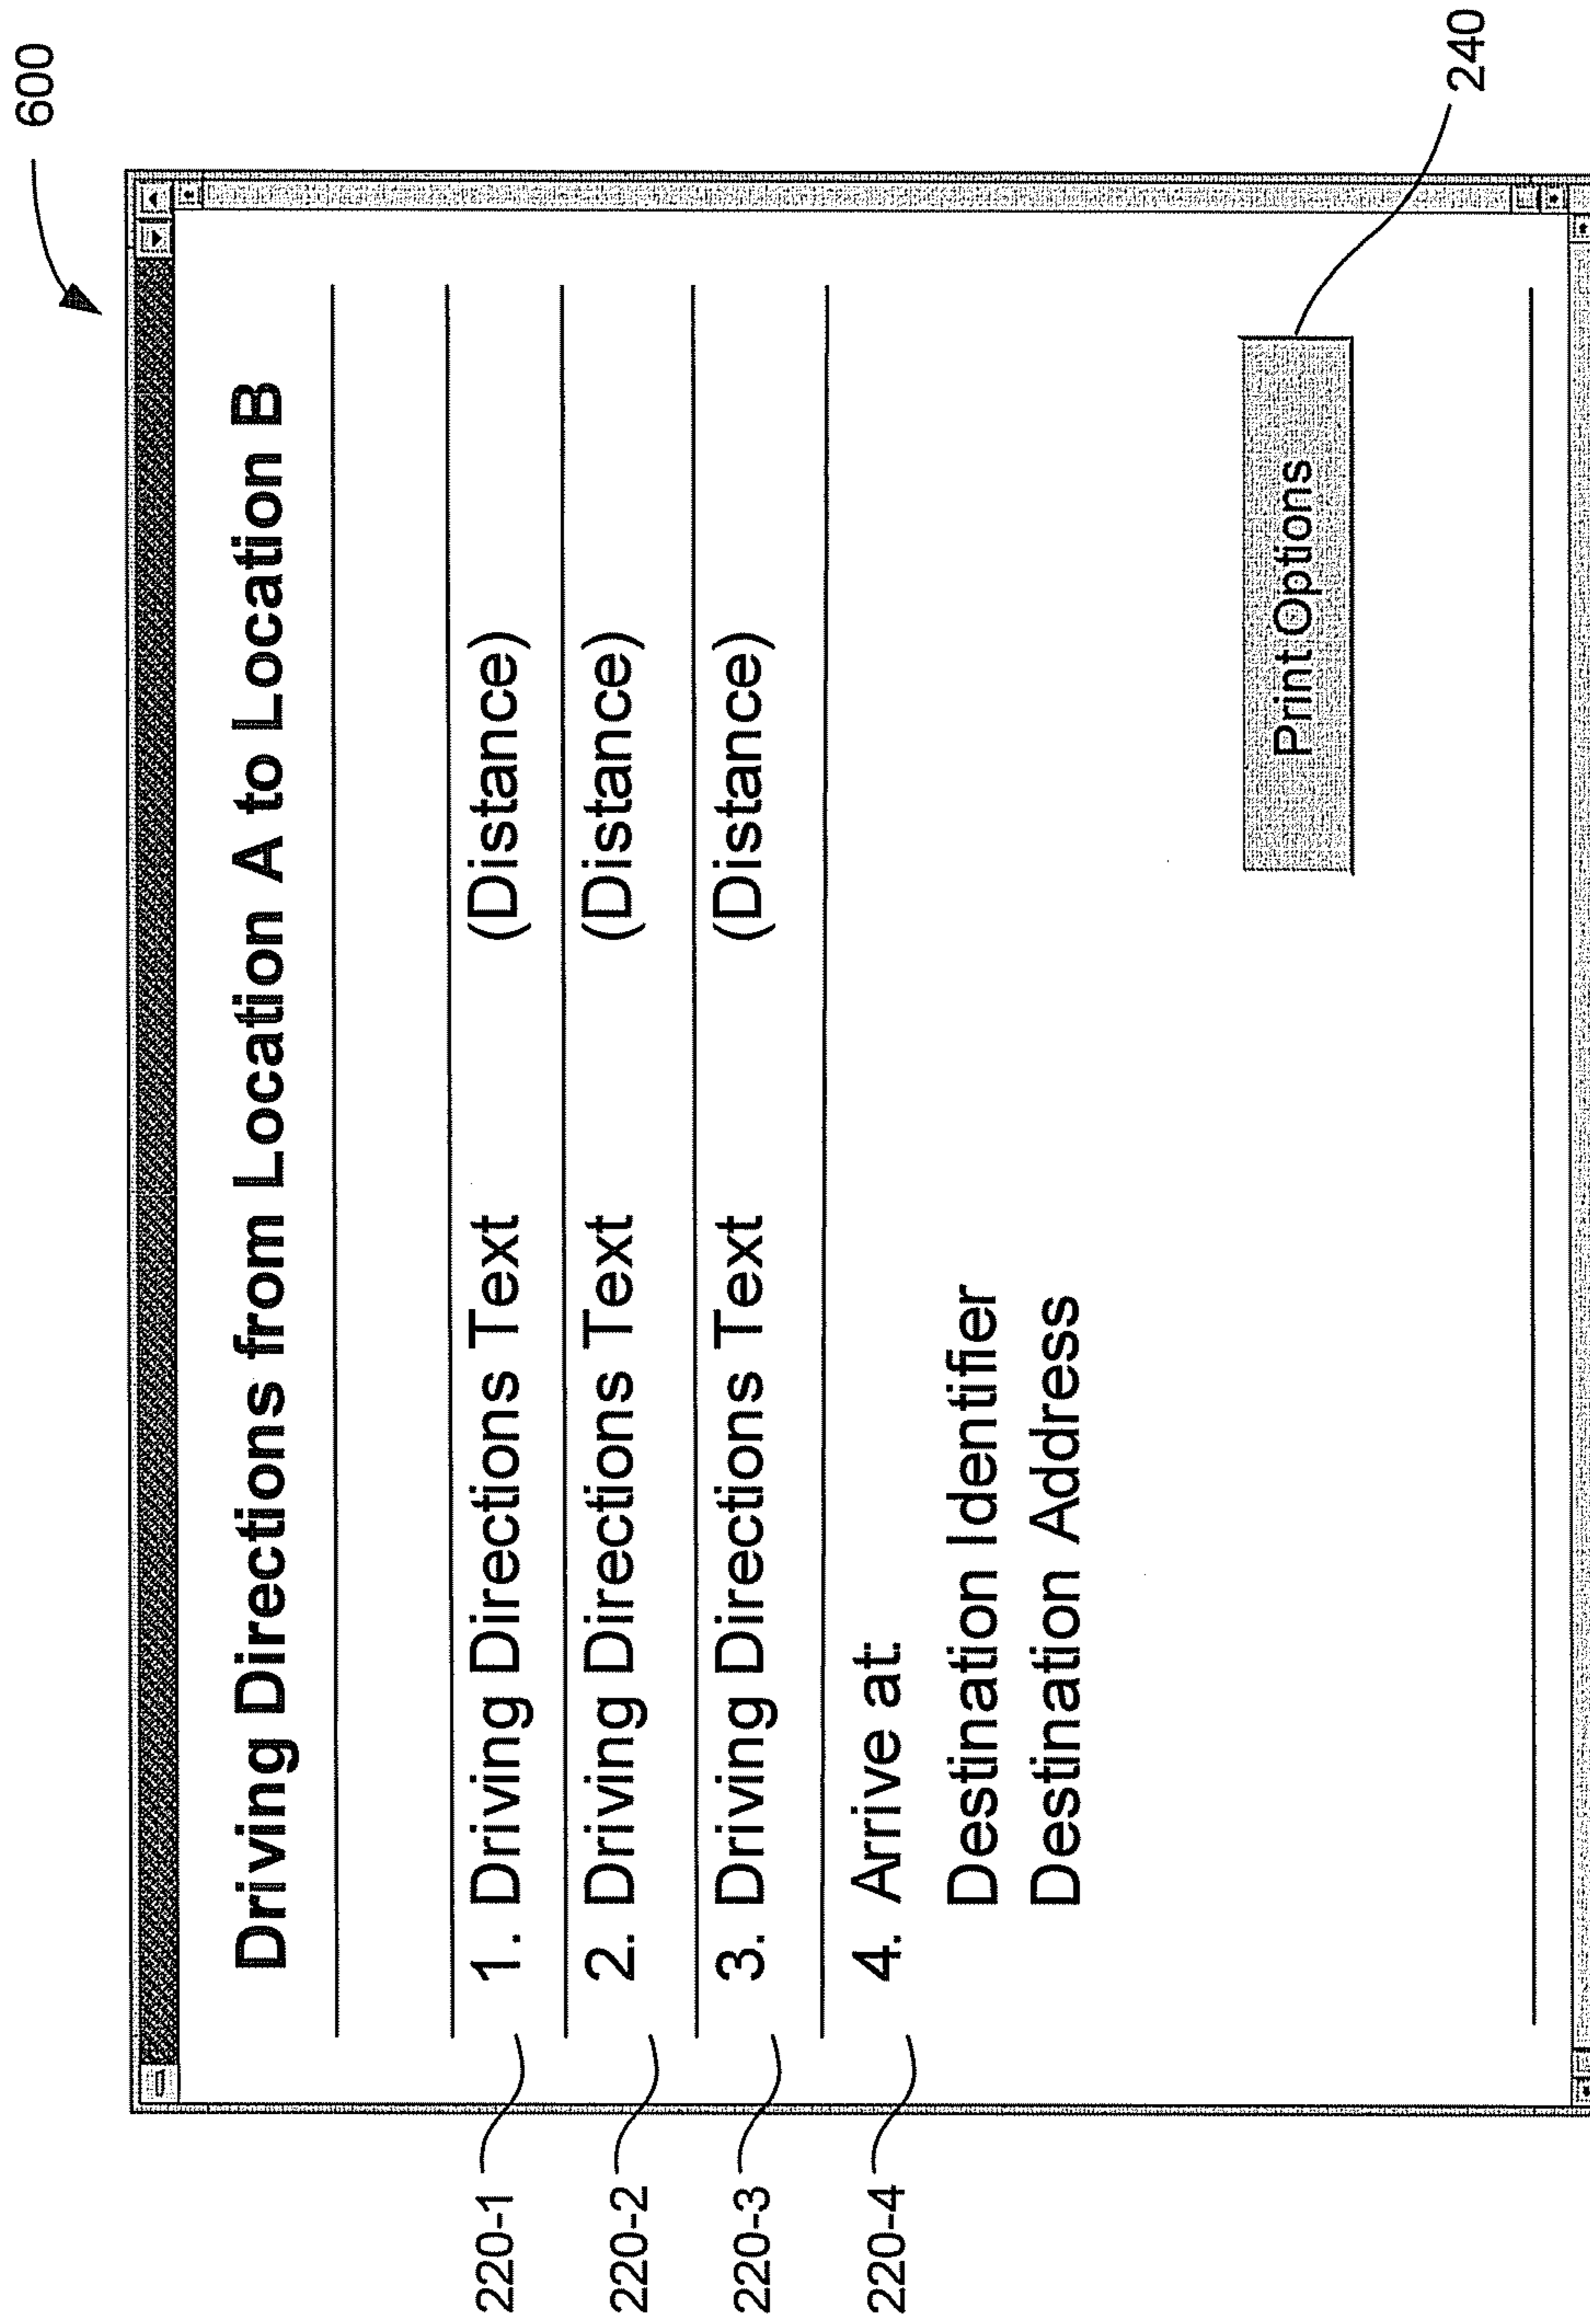 600
Driving Directions from Location A to Location B
220-1
1. Driving Directions Text (Distance)
220-2
2. Driving Directions Text (Distance)
220-3
3. Driving Directions Text (Distance)
220-4
4. Arrive at:
Destination Identifier
Destination Address
Print Options
240